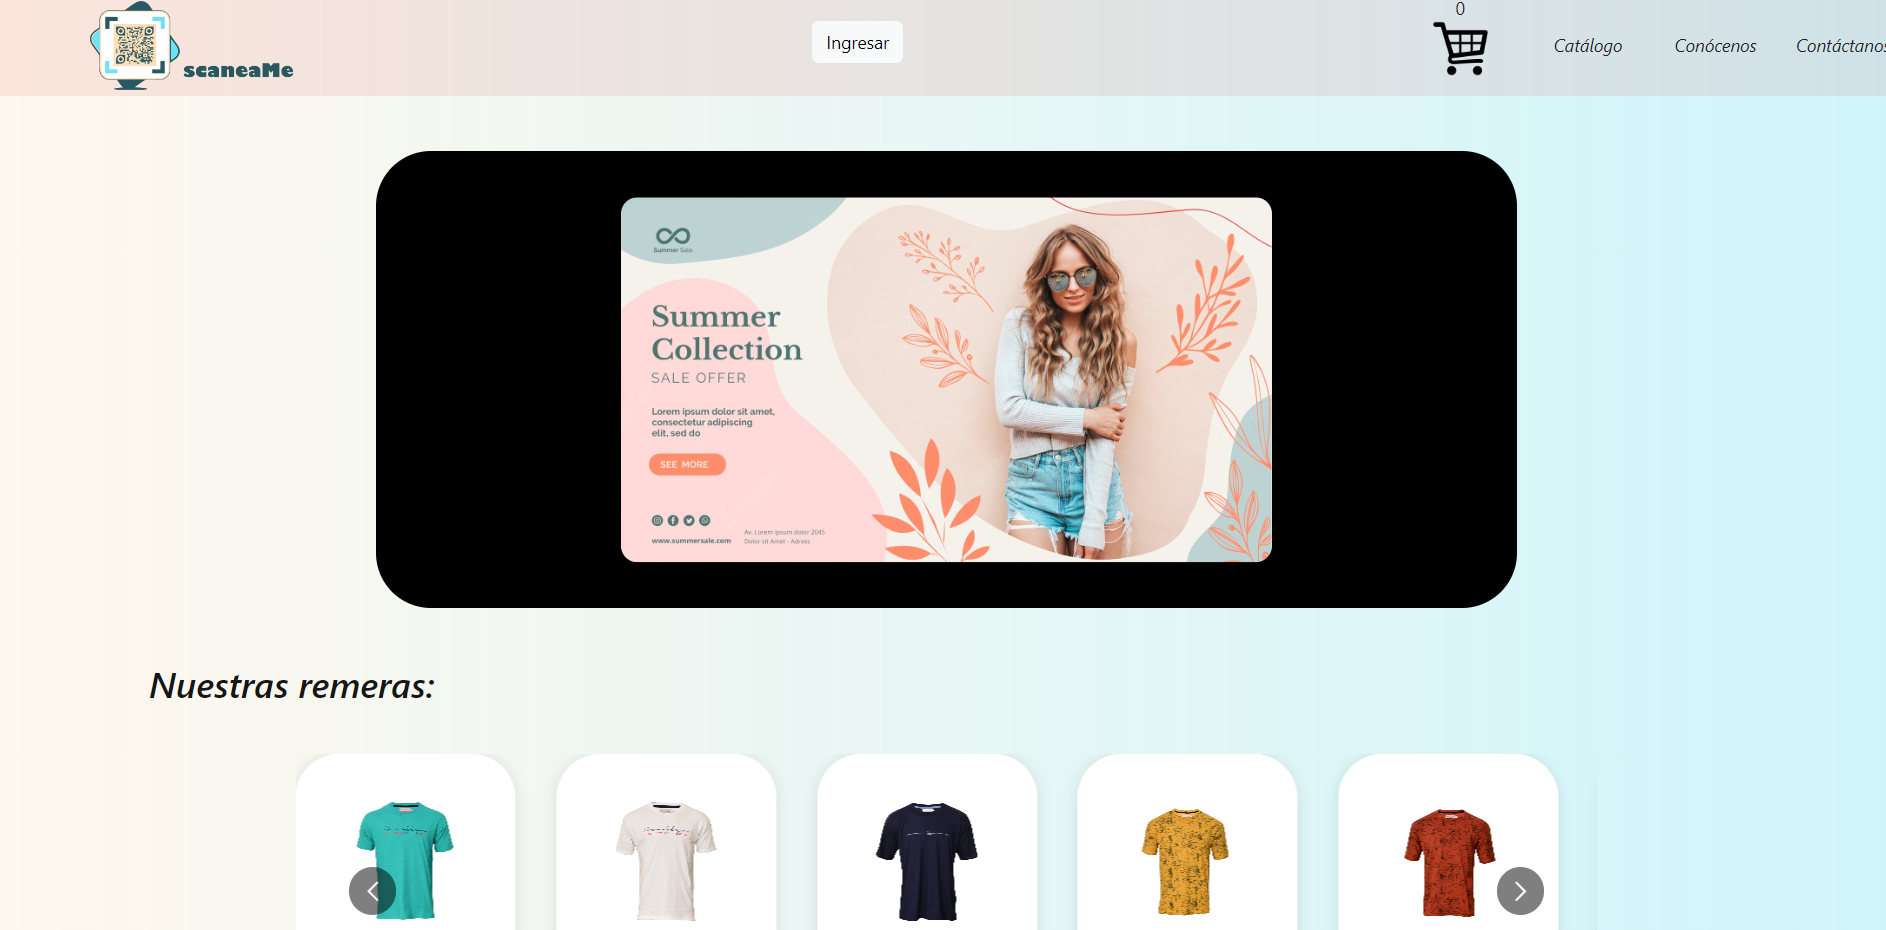 scaneaMe
Ingresar
0
Catálogo
Conócenos
Contáctanos
Summer Sale
Summer
Collection
SALE OFFER
Lorem ipsum dolor sit amet,
consectetur adipiscing
elit, sed do
SEE MORE
Av. Lorem ipsum dolor 2045
www.summersale.com
Dolor sit Amet - Adress
Nuestras remeras: